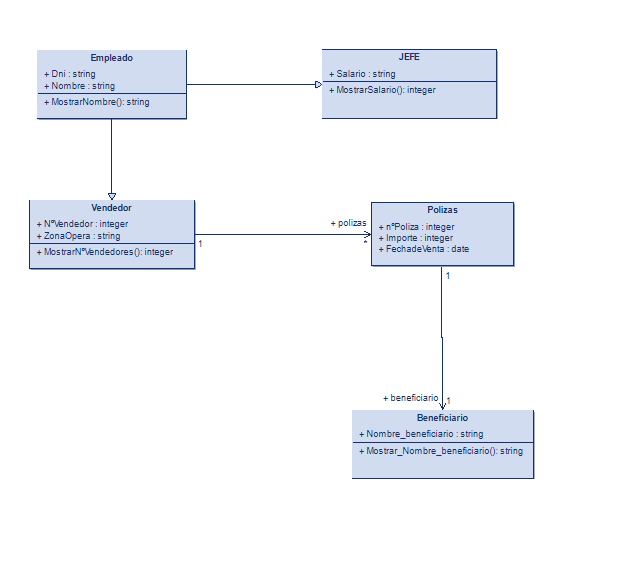 Empleado
+ Dni : string
+ Nombre : string
+ MostrarNombre(): string
JEFE
+ Salario : string
+ MostrarSalario(): integer
Vendedor
+ NºVendedor : integer
+ ZonaOpera : string
+ MostrarNºVendedores(): integer
1
+ polizas
*
Polizas
+ nºPoliza : integer
+ Importe : integer
+ FechadeVenta : date
1
+ beneficiario
1
Beneficiario
+ Nombre_beneficiario : string
+ Mostrar_Nombre_beneficiario(): string